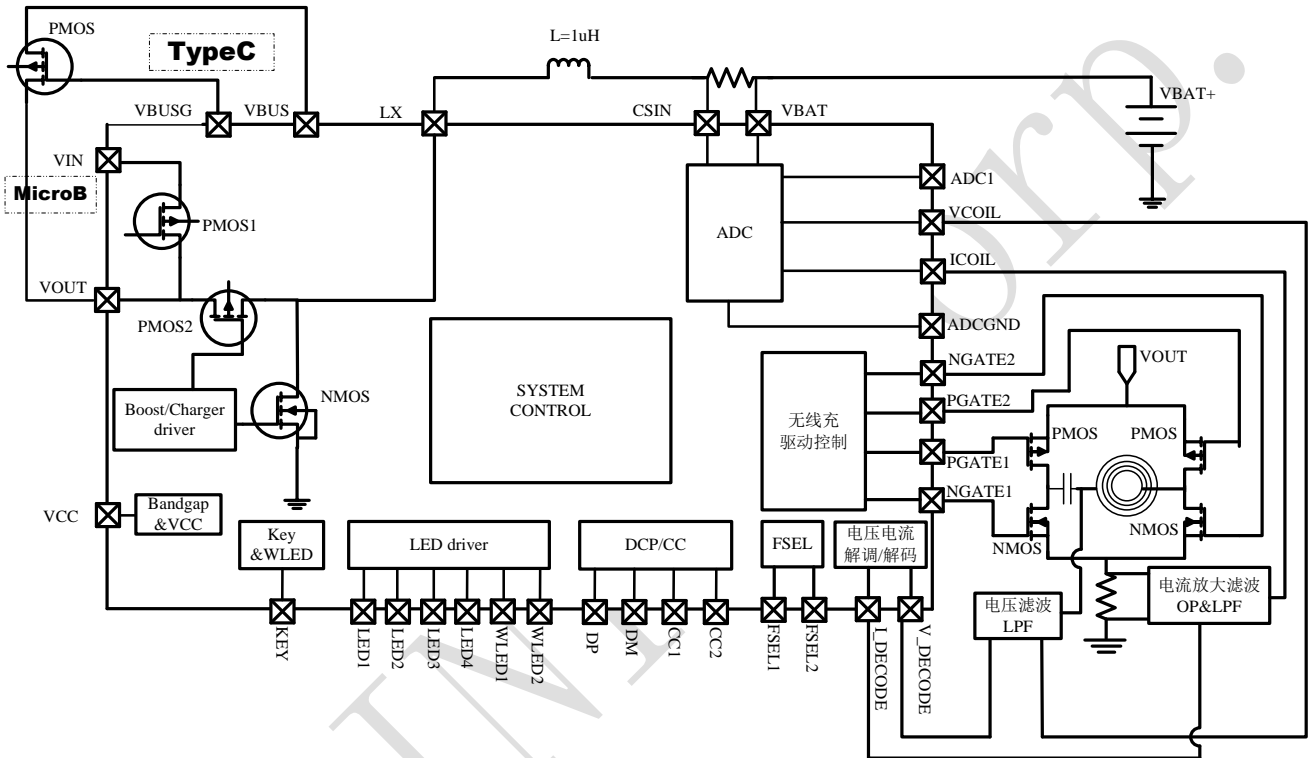 PMOS
TypeC
L=1uH
VBUSG
VBUS
LX
CSIN
VBAT
VBAT+
VIN
MicroB
PMOS1
VOUT
PMOS2
ADC
ADC1
VCOIL
ICOIL
ADCGND
Boost/Charger
driver
NMOS
SYSTEM
CONTROL
无线充
驱动控制
NGATE2
PGATE2
PGATE1
NGATE1
VOUT
PMOS
PMOS
NMOS
NMOS
VCC
Bandgap
&VCC
Key
&WLED
LED driver
DCP/CC
FSEL
电压电流
解调/解码
电压滤波
LPF
电流放大滤波
OP&LPF
KEY
LED1
LED2
LED3
LED4
WLED1
WLED2
DP
DM
CC1
CC2
FSEL1
FSEL2
I_DECODE
V_DECODE
orp.